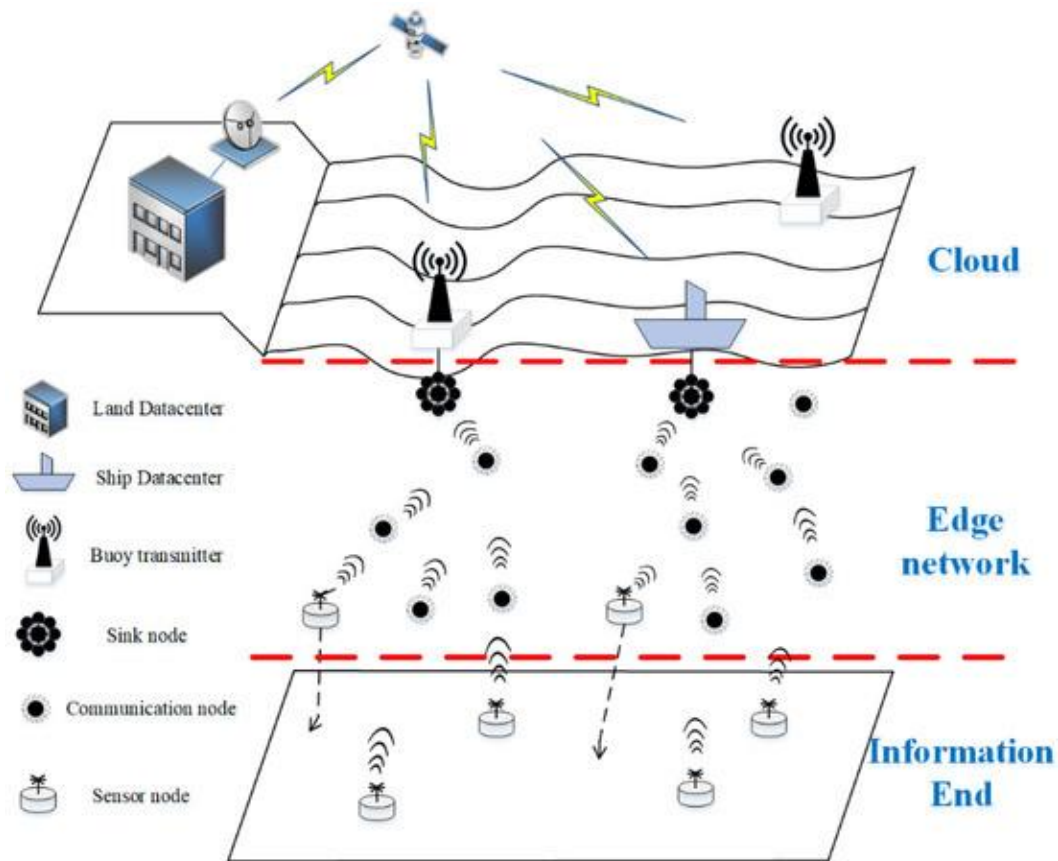 Cloud
Land Datacenter
Ship Datacenter
Edge
network
Buoy transmitter
Sink node
Communication node
Information
End
Sensor node